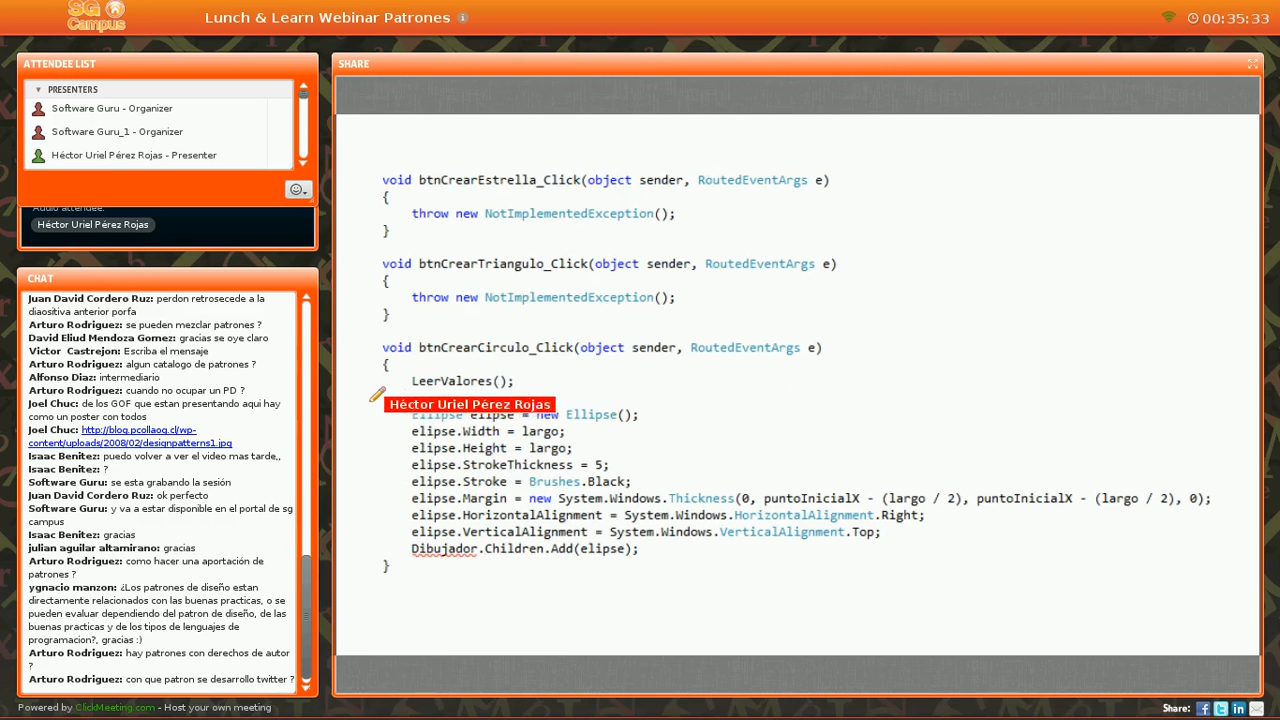 SG
Campus
Lunch & Learn Webinar Patrones
00:35:33
ATTENDEE LIST
PRESENTERS
Software Guru - Organizer
Software Guru_1 - Organizer
Héctor Uriel Pérez Rojas - Presenter
Audio attendee:
Héctor Uriel Pérez Rojas
CHAT
Juan David Cordero Ruz: perdon retrosecede a la
diaositiva anterior porfa
Arturo Rodriguez: se pueden mezclar patrones ?
David Eliud Mendoza Gomez: gracias se oye claro
Victor Castrejon: Escriba el mensaje
Arturo Rodriguez: algun catalogo de patrones ?
Alfonso Diaz: intermediario
Arturo Rodriguez: cuando no ocupar un PD ?
Joel Chuc: de los GOF que estan presentando aqui hay
como un poster con todos
Joel Chuc: http://blog.pcollaog.cl/wp-
content/uploads/2008/02/designpatterns1.jpg
Isaac Benitez: puedo volver a ver el video mas tarde,,
Isaac Benitez: ?
Software Guru: se esta grabando la sesión
Juan David Cordero Ruz: ok perfecto
Software Guru: y va a estar disponible en el portal de sg
campus
Isaac Benitez: gracias
julian aguilar altamirano: gracias
Arturo Rodriguez: como hacer una aportación de
patrones ?
ygnacio manzon: ¿Los patrones de diseño estan
directamente relacionados con las buenas practicas, o se
pueden evaluar dependiendo del patron de diseño, de las
buenas practicas y de los tipos de lenguajes de
programacion?, gracias :)
Arturo Rodriguez: hay patrones con derechos de autor
?
Arturo Rodriguez: con que patron se desarrollo twitter ?
SHARE
void btnCrearEstrella_Click(object sender, RoutedEventArgs e)
{
throw new NotImplementedException();
}
void btnCrearTriangulo_Click(object sender, RoutedEventArgs e)
{
throw new NotImplementedException();
}
void btnCrearCirculo_Click(object sender, RoutedEventArgs e)
{
LeerValores();
Héctor Uriel Pérez Rojas
Ellipse elipse = new Ellipse();
elipse.Width = largo;
elipse.Height = largo;
elipse.StrokeThickness = 5;
elipse.Stroke = Brushes.Black;
elipse.Margin = new System.Windows.Thickness(0, puntoInicialX - (largo / 2), puntoInicialX - (largo / 2), 0);
elipse.HorizontalAlignment = System.Windows.HorizontalAlignment.Right;
elipse.VerticalAlignment = System.Windows.VerticalAlignment.Top;
Dibujador.Children.Add(elipse);
}
Powered by ClickMeeting.com - Host your own meeting
Share: